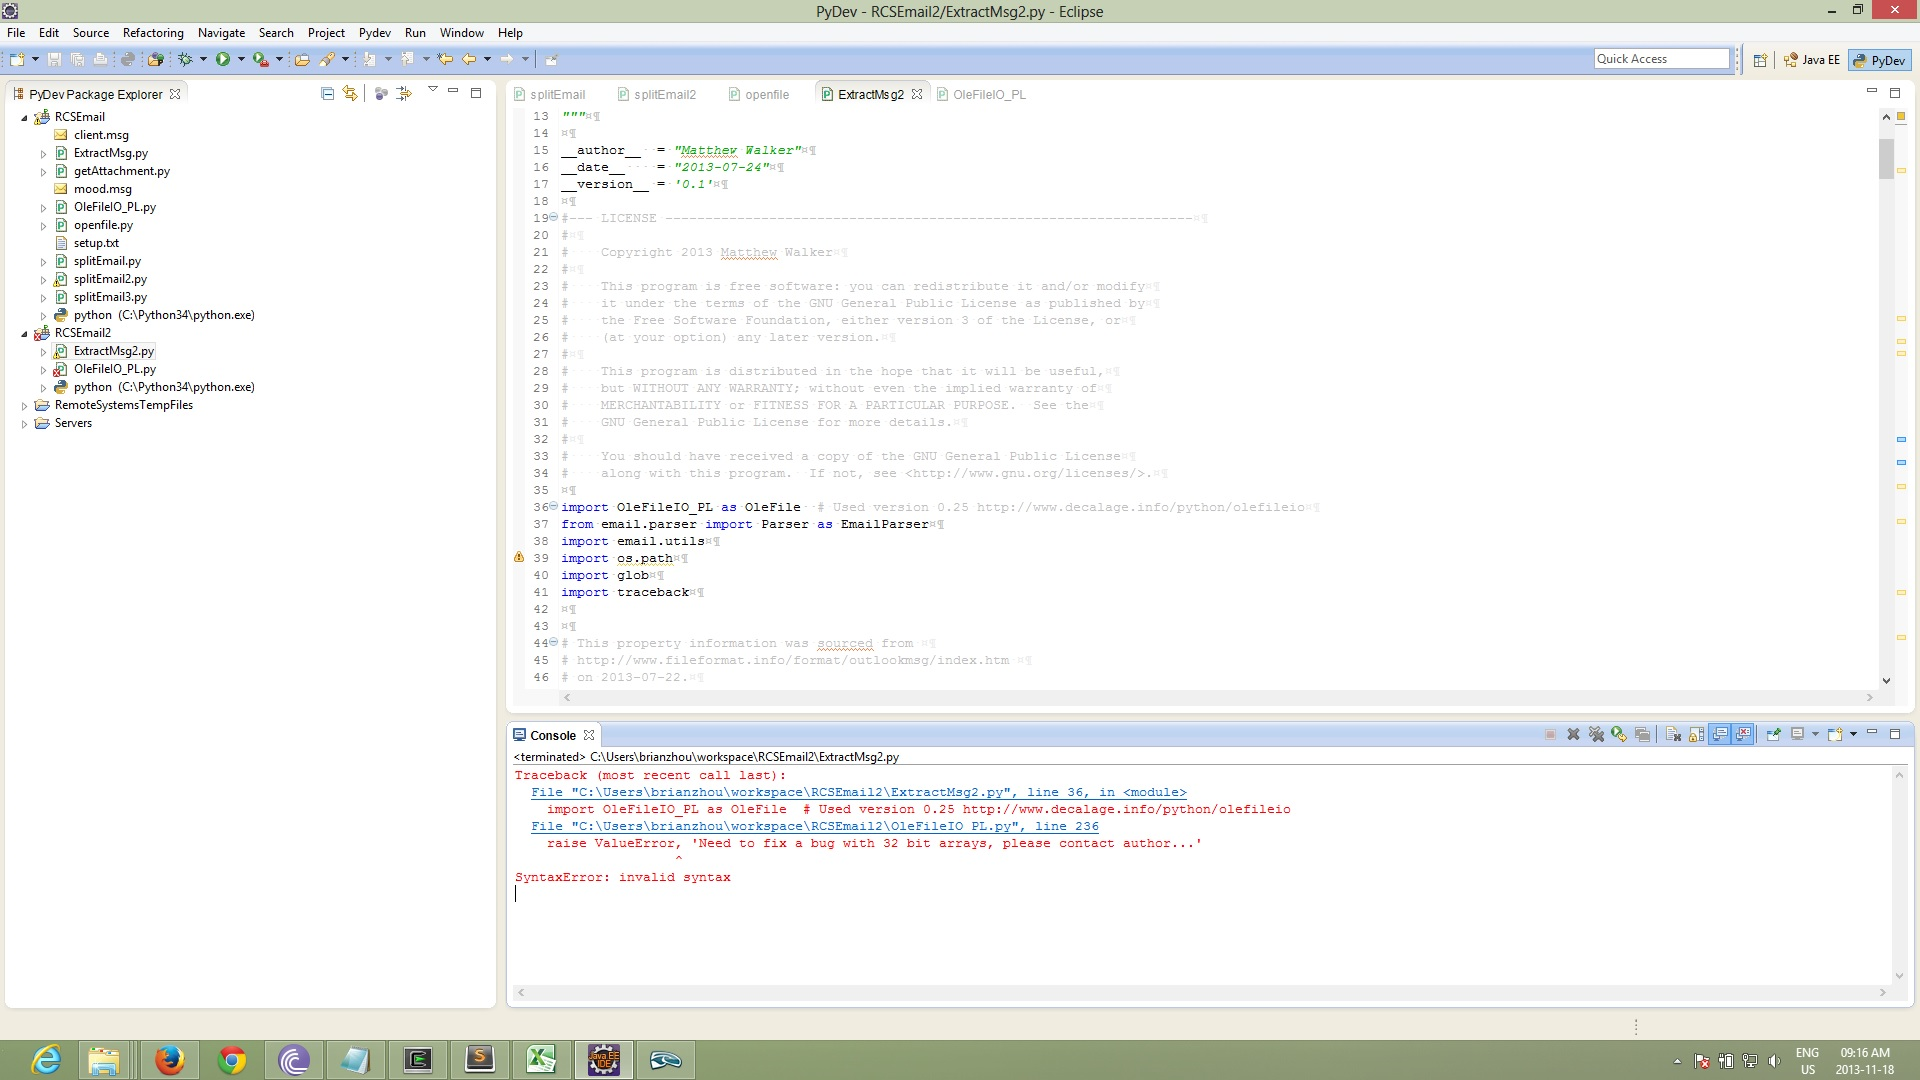 PyDev - RCSEmail2/ExtractMsg2.py - Eclipse
File Edit Source Refactoring Navigate Search Project Pydev Run Window Help
Quick Access
Java EE
PyDev
PyDev Package Explorer
RCSEmail
client.msg
ExtractMsg.py
getAttachment.py
mood.msg
OleFileIO_PL.py
openfile.py
setup.txt
splitEmail.py
splitEmail2.py
splitEmail3.py
python (C:\Python34\python.exe)
RCSEmail2
ExtractMsg2.py
OleFileIO_PL.py
python (C:\Python34\python.exe)
RemoteSystemsTempFiles
Servers
splitEmail splitEmail2 openfile ExtractMsg2 OleFileIO_PL
13 """¤¶
14 ¤¶
15 __author__ = "Matthew Walker"¤¶
16 __date__ = "2013-07-24"¤¶
17 __version__ = '0.1'¤¶
18 ¤¶
19 #--- LICENSE ------------------------------------------------------------------¤¶
20 #¤¶
21 # Copyright 2013 Matthew Walker¤¶
22 #¤¶
23 # This program is free software: you can redistribute it and/or modify¤¶
24 # it under the terms of the GNU General Public License as published by¤¶
25 # the Free Software Foundation, either version 3 of the License, or¤¶
26 # (at your option) any later version.¤¶
27 #¤¶
28 # This program is distributed in the hope that it will be useful,¤¶
29 # but WITHOUT ANY WARRANTY; without even the implied warranty of¤¶
30 # MERCHANTABILITY or FITNESS FOR A PARTICULAR PURPOSE. See the¤¶
31 # GNU General Public License for more details.¤¶
32 #¤¶
33 # You should have received a copy of the GNU General Public License¤¶
34 # along with this program. If not, see <http://www.gnu.org/licenses/>.¤¶
35 ¤¶
36 import OleFileIO_PL as OleFile # Used version 0.25 http://www.decalage.info/python/olefileio¤¶
37 from email.parser import Parser as EmailParser¤¶
38 import email.utils¤¶
39 import os.path¤¶
40 import glob¤¶
41 import traceback¤¶
42 ¤¶
43 ¤¶
44 # This property information was sourced from ¤¶
45 # http://www.fileformat.info/format/outlookmsg/index.htm ¤¶
46 # on 2013-07-22.¤¶
Console
<terminated> C:\Users\brianzhou\workspace\RCSEmail2\ExtractMsg2.py
Traceback (most recent call last):
File "C:\Users\brianzhou\workspace\RCSEmail2\ExtractMsg2.py", line 36, in <module>
import OleFileIO_PL as OleFile # Used version 0.25 http://www.decalage.info/python/olefileio
File "C:\Users\brianzhou\workspace\RCSEmail2\OleFileIO_PL.py", line 236
raise ValueError, 'Need to fix a bug with 32 bit arrays, please contact author...'
^
SyntaxError: invalid syntax
Java EE
IDE
ENG
US
09:16 AM
2013-11-18